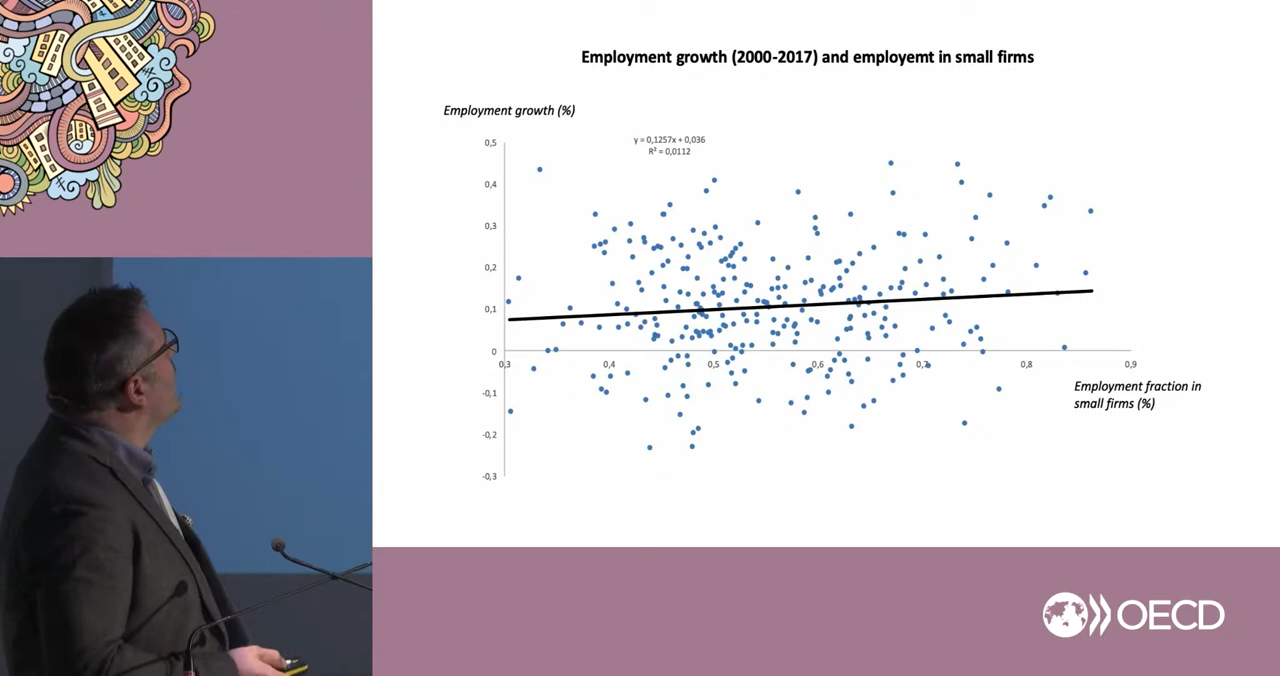 Employment growth (2000-2017) and employemt in small firms
Employment growth (%)
y = 0,1257x + 0,036
R² = 0,0112
0,5
0,4
0,3
0,2
0,1
0
-0,1
-0,2
-0,3
0,3
0,4
0,5
0,6
0,7
0,8
0,9
Employment fraction in
small firms (%)
OECD